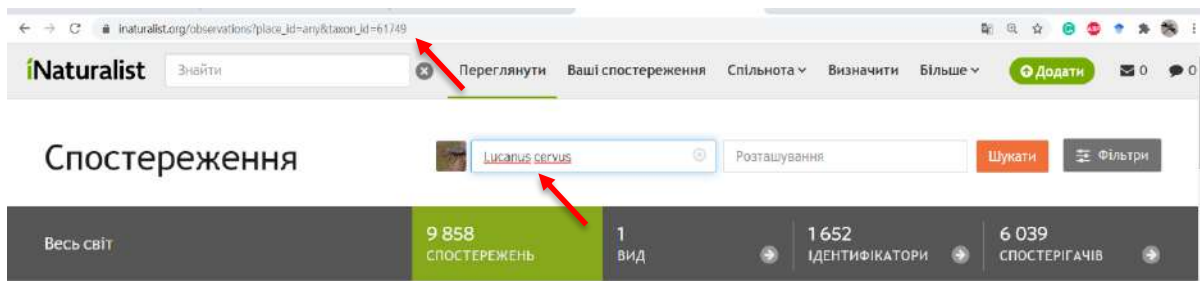 inaturalist.org/observations?place_id=any&taxon_id=61749
iNaturalist Знайти Переглянути Ваші спостереження Спільнота Визначити Більше Додати 0 0
Спостереження Lucanus cervus Розташування Шукати Фільтри
Весь світ 9 858 1 1 652 6 039
СПОСТЕРЕЖЕНЬ ВИД ІДЕНТИФІКАТОРИ СПОСТЕРІГАЧІВ